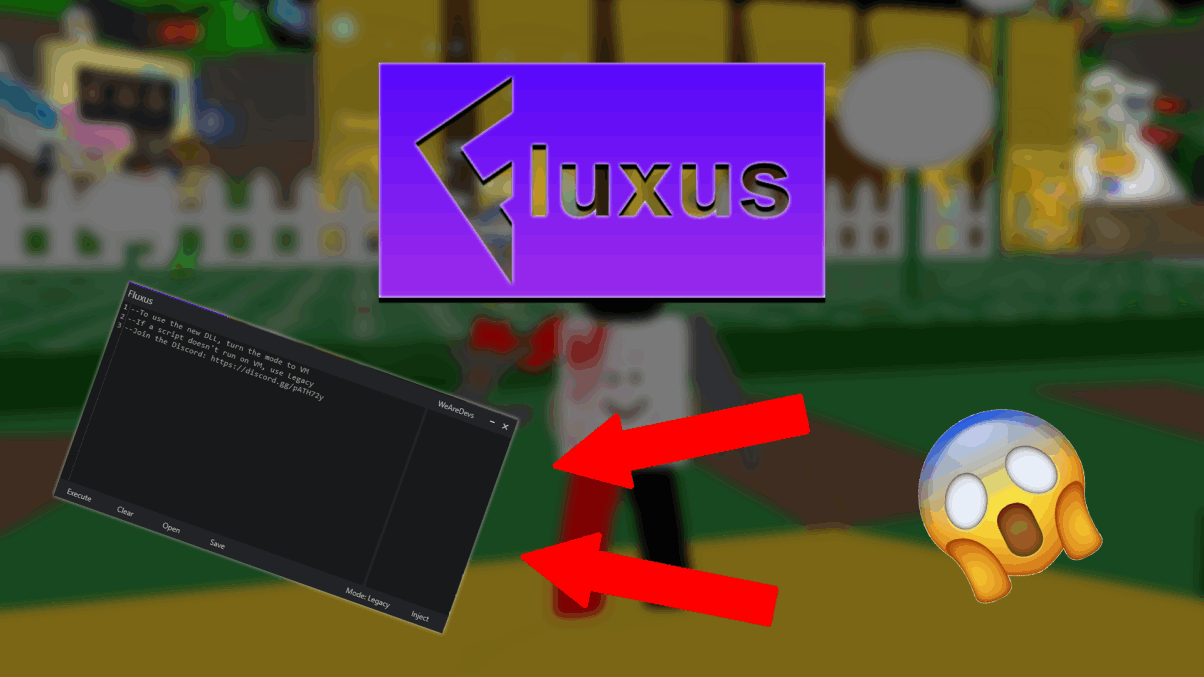 Fluxus
Fluxus
WeAreDevs
1 --To use the new DLL, turn the mode to VM
2 --If a script doesn't run on VM, use Legacy
3 --Join the Discord: https://discord.gg/pATH72y
Execute
Clear
Open
Save
Mode: Legacy
Inject